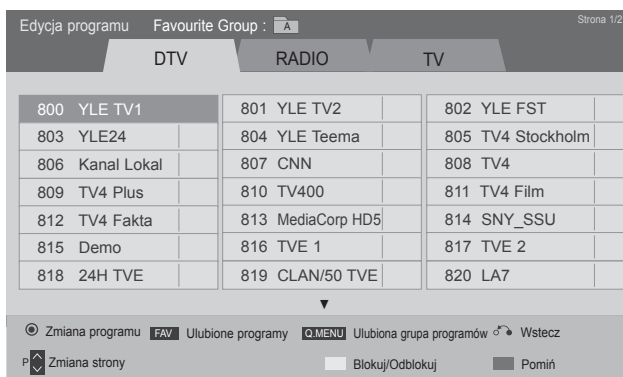 Edycja programu Favourite Group : A Strona 1/2
DTV RADIO TV
800 YLE TV1 801 YLE TV2 802 YLE FST
803 YLE24 804 YLE Teema 805 TV4 Stockholm
806 Kanal Lokal 807 CNN 808 TV4
809 TV4 Plus 810 TV400 811 TV4 Film
812 TV4 Fakta 813 MediaCorp HD5 814 SNY_SSU
815 Demo 816 TVE 1 817 TVE 2
818 24H TVE 819 CLAN/50 TVE 820 LA7
▼
Zmiana programu FAV Ulubione programy Q.MENU Ulubiona grupa programów Wstecz
P Zmiana strony Blokuj/Odblokuj Pomiń